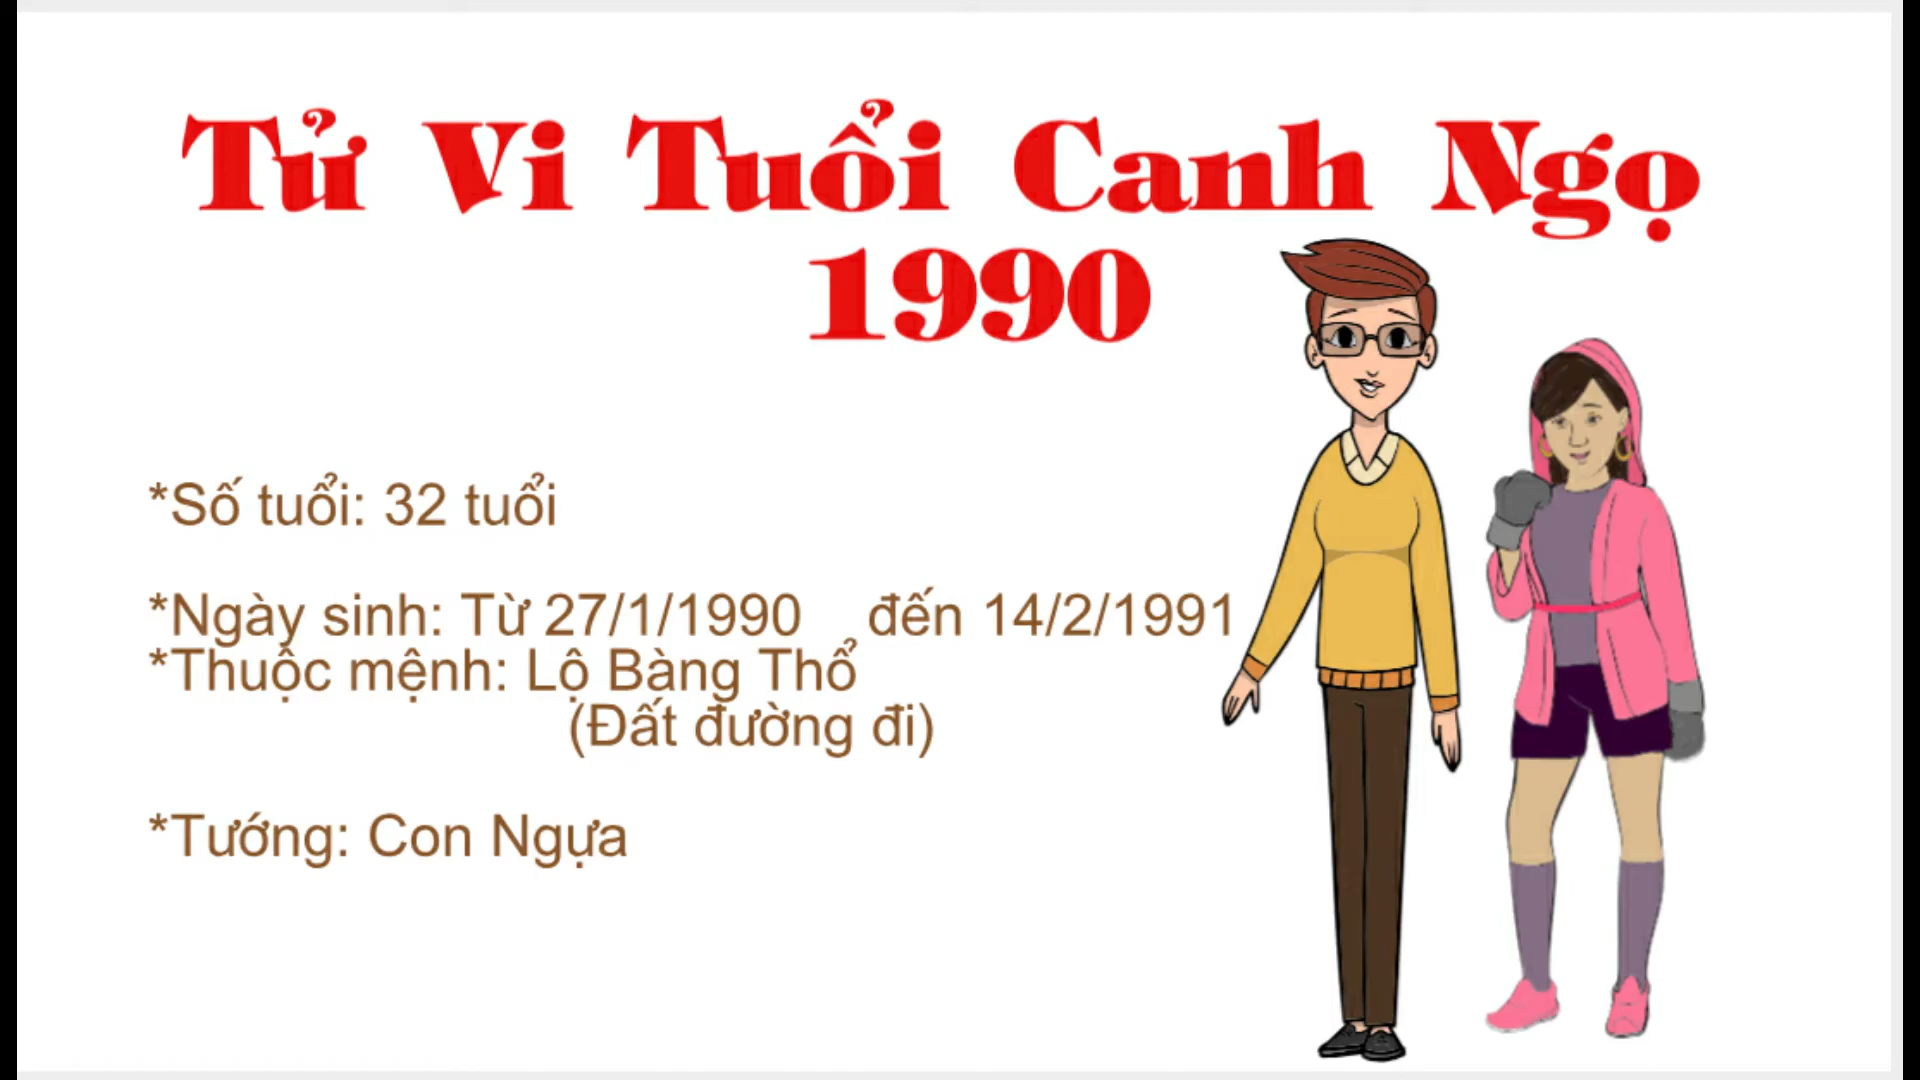 Tử Vi Tuổi Canh Ngọ
1990
*Số tuổi: 32 tuổi
*Ngày sinh: Từ 27/1/1990 đến 14/2/1991
*Thuộc mệnh: Lộ Bàng Thổ
(Đất đường đi)
*Tướng: Con Ngựa